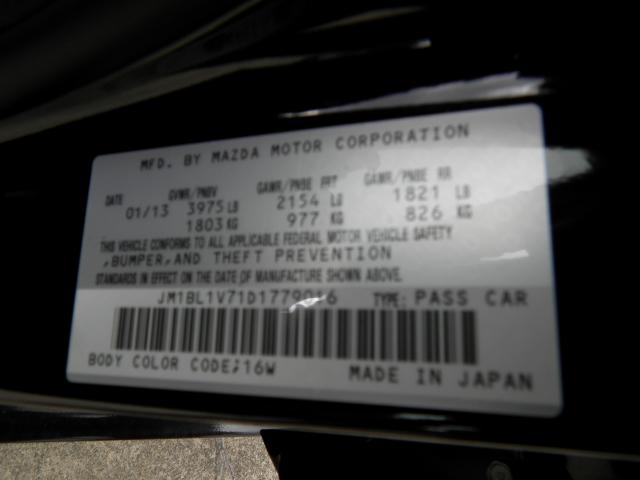 MFD. BY MAZDA MOTOR CORPORATION
DATE GVWR/PNBV GAWR/PNBE FRT GAWR/PNBE RR
01/13 3975 LB 2154 LB 1821 LB
1803 KG 977 KG 826 KG
THIS VEHICLE CONFORMS TO ALL APPLICABLE FEDERAL MOTOR VEHICLE SAFETY
,BUMPER,AND THEFT PREVENTION
STANDARDS IN EFFECT ON THE DATE OF MANUFACTURE SHOWN ABOVE.
TYPE: PASS CAR
BODY COLOR CODE;16W MADE IN JAPAN